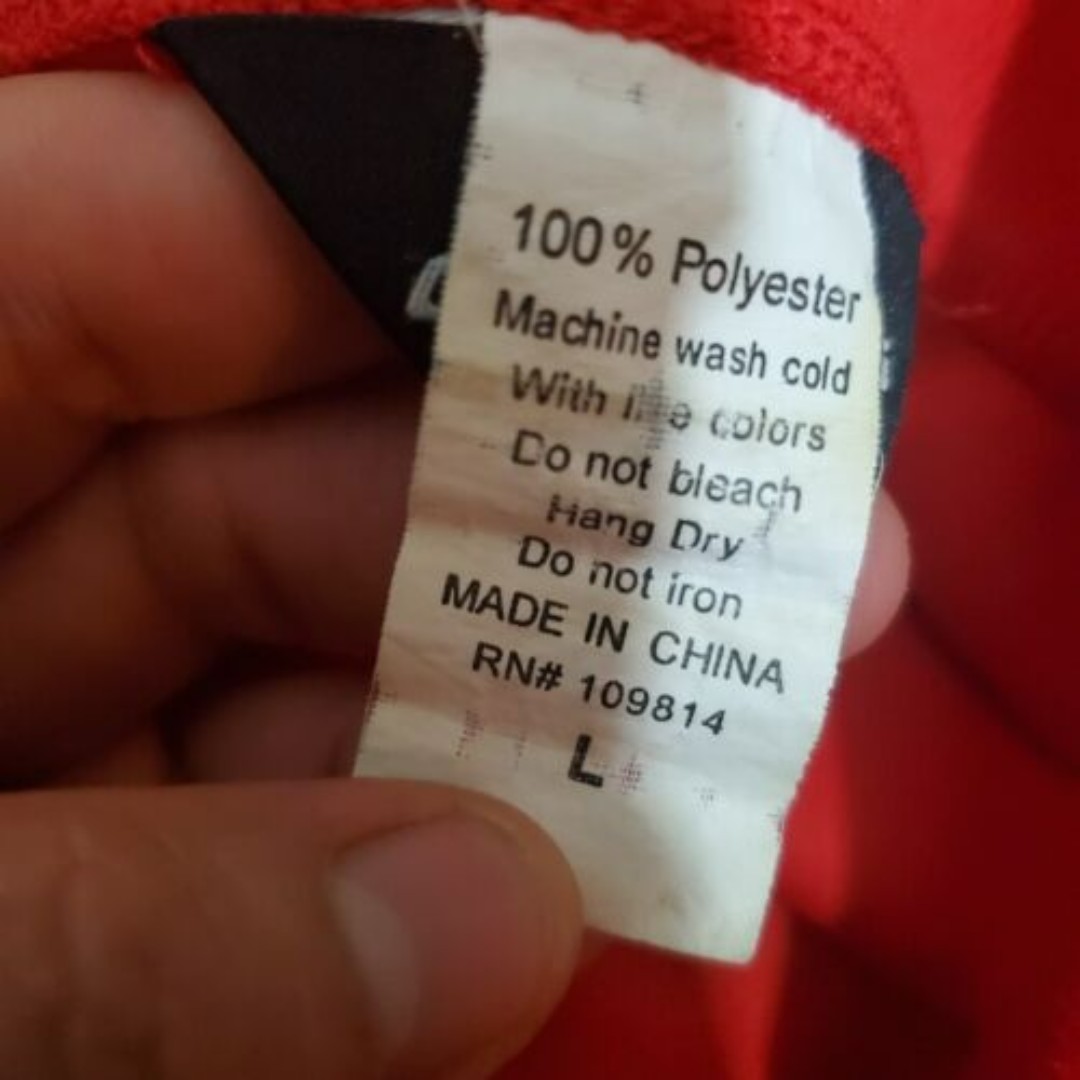 100% Polyester
Machine wash cold
With like colors
Do not bleach
Hang Dry
Do not iron
MADE IN CHINA
RN# 109814
L